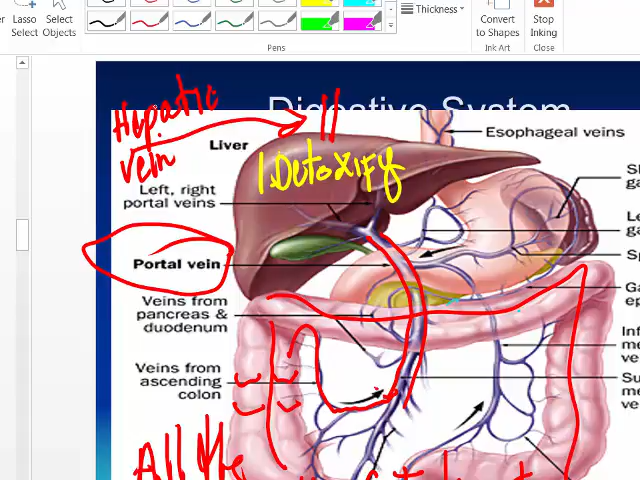 Lasso
Select
Select
Objects
Thickness
Convert
to Shapes
Stop
Inking
Pens
Ink Art
Close
Digestive System
Hepatic
vein
Liver
1. Detoxify
Esophageal veins
Left, right
portal veins
Portal vein
Veins from
pancreas &
duodenum
Veins from
ascending
colon
All the